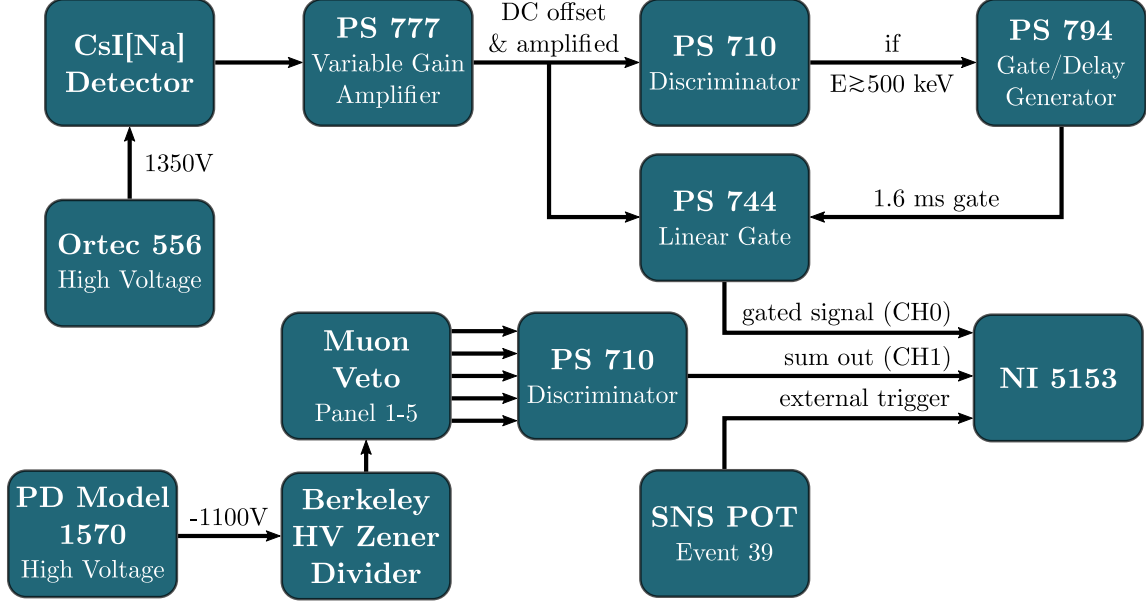 CsI[Na]
Detector
PS 777
Variable Gain
Amplifier
DC offset
& amplified
PS 710
Discriminator
if
E≳500 keV
PS 794
Gate/Delay
Generator
1350V
Ortec 556
High Voltage
PS 744
Linear Gate
1.6 ms gate
gated signal (CH0)
Muon
Veto
Panel 1-5
PS 710
Discriminator
sum out (CH1)
external trigger
NI 5153
PD Model
1570
High Voltage
-1100V
Berkeley
HV Zener
Divider
SNS POT
Event 39